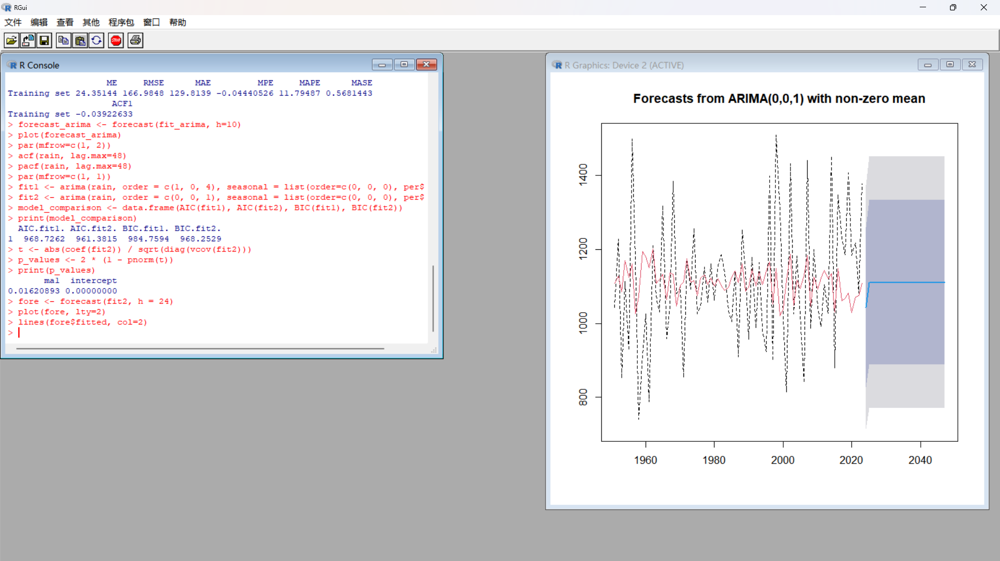 RGui
文件 编辑 查看 其他 程序包 窗口 帮助
STOP
R Console
ME RMSE MAE MPE MAPE MASE
Training set 24.35144 166.9848 129.8139 -0.04440526 11.79487 0.5681443
ACF1
Training set -0.03922633
> forecast_arima <- forecast(fit_arima, h=10)
> plot(forecast_arima)
> par(mfrow=c(1, 2))
> acf(rain, lag.max=48)
> pacf(rain, lag.max=48)
> par(mfrow=c(1, 1))
> fit1 <- arima(rain, order = c(1, 0, 4), seasonal = list(order=c(0, 0, 0), per$
> fit2 <- arima(rain, order = c(0, 0, 1), seasonal = list(order=c(0, 0, 0), per$
> model_comparison <- data.frame(AIC(fit1), AIC(fit2), BIC(fit1), BIC(fit2))
> print(model_comparison)
AIC.fit1. AIC.fit2. BIC.fit1. BIC.fit2.
1 968.7262 961.3815 984.7594 968.2529
> t <- abs(coef(fit2)) / sqrt(diag(vcov(fit2)))
> p_values <- 2 * (1 - pnorm(t))
> print(p_values)
ma1 intercept
0.01620893 0.00000000
> fore <- forecast(fit2, h = 24)
> plot(fore, lty=2)
> lines(fore$fitted, col=2)
>
R Graphics: Device 2 (ACTIVE)
Forecasts from ARIMA(0,0,1) with non-zero mean
1400
1200
1000
800
1960 1980 2000 2020 2040